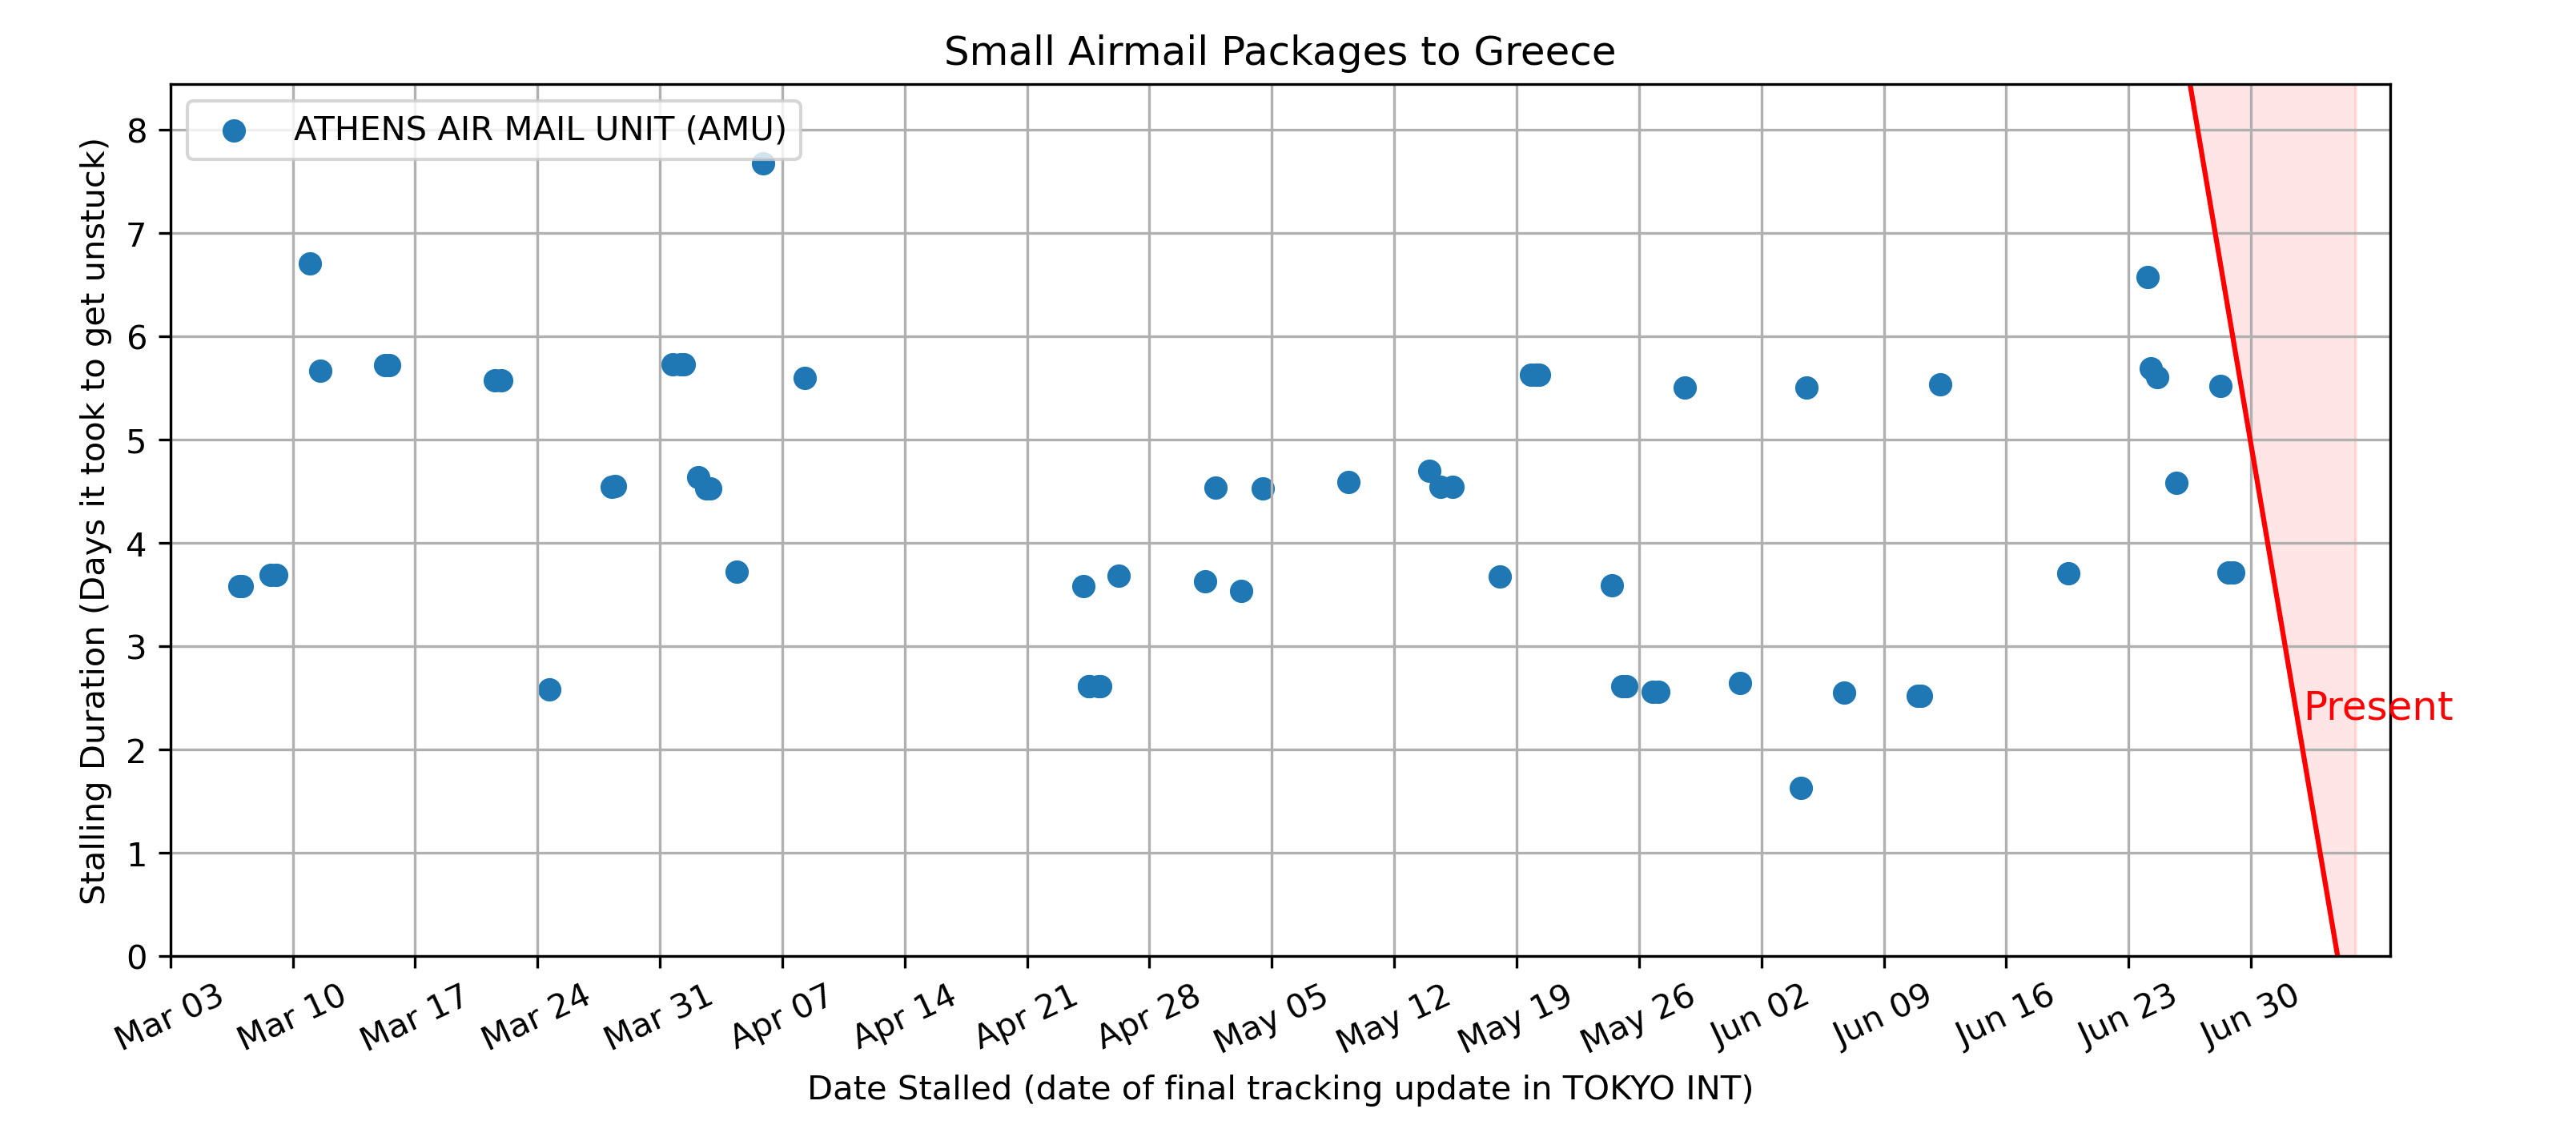 Small Airmail Packages to Greece
ATHENS AIR MAIL UNIT (AMU)
Stalling Duration (Days it took to get unstuck)
8
7
6
5
4
3
2
1
0
Present
Mar 03
Mar 10
Mar 17
Mar 24
Mar 31
Apr 07
Apr 14
Apr 21
Apr 28
May 05
May 12
May 19
May 26
Jun 02
Jun 09
Jun 16
Jun 23
Jun 30
Date Stalled (date of final tracking update in TOKYO INT)